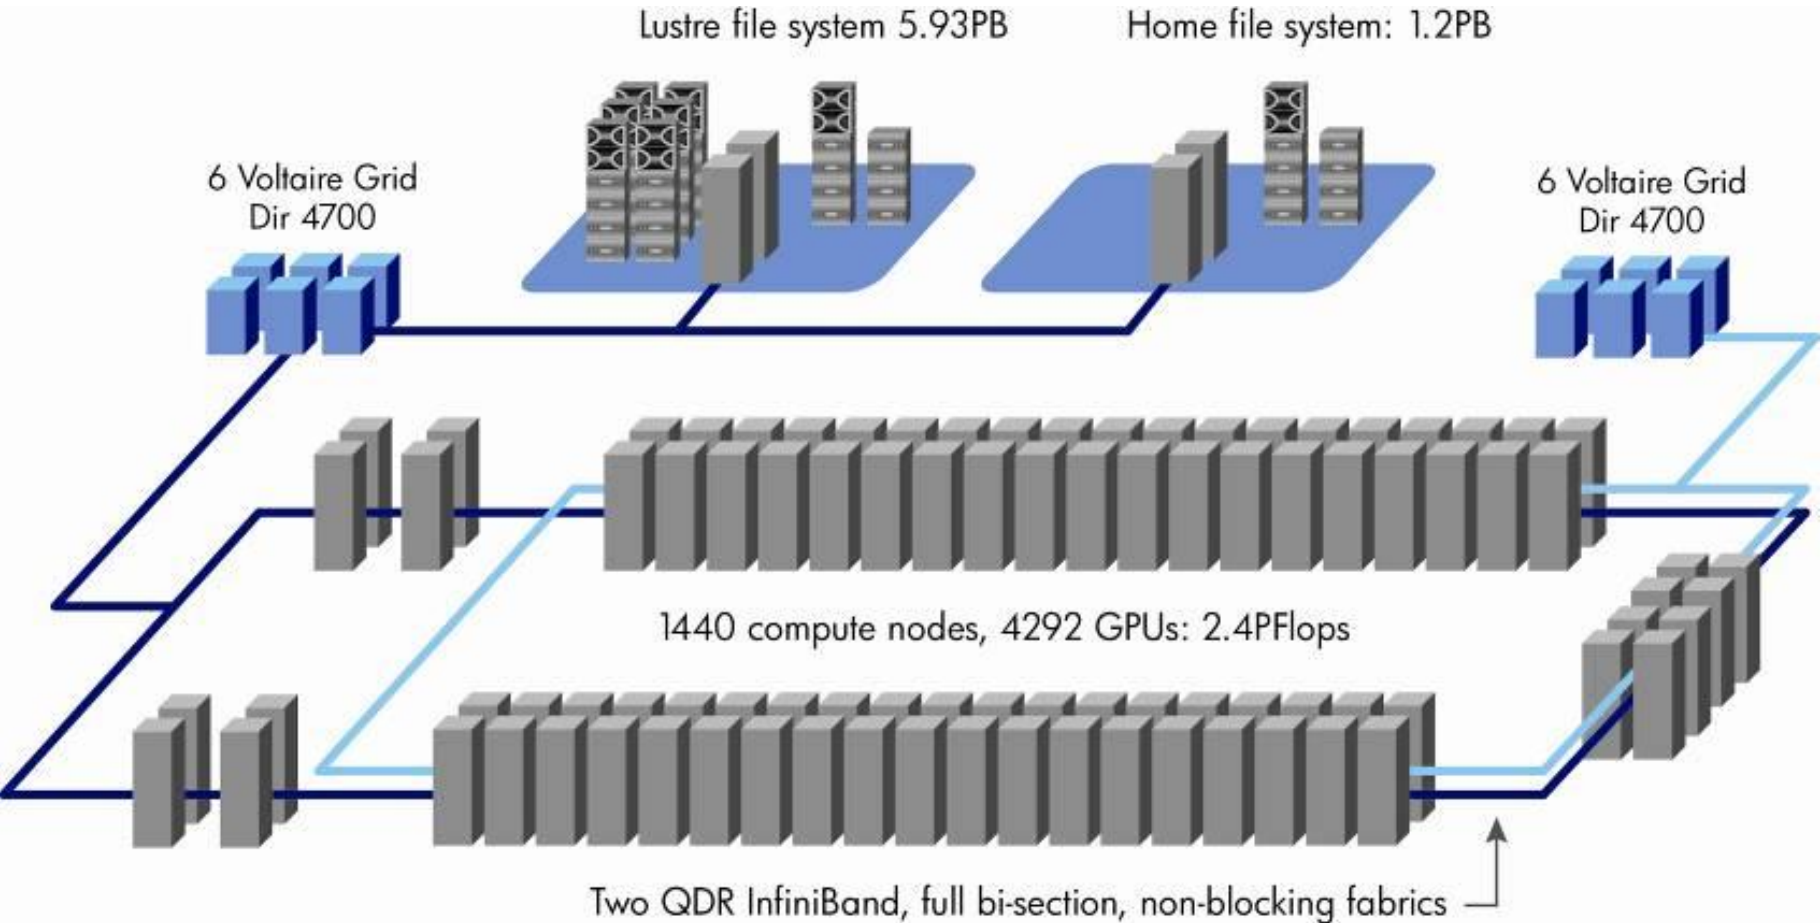 Lustre file system 5.93PB
Home file system: 1.2PB
6 Voltaire Grid
Dir 4700
6 Voltaire Grid
Dir 4700
1440 compute nodes, 4292 GPUs: 2.4PFlops
Two QDR InfiniBand, full bi-section, non-blocking fabrics